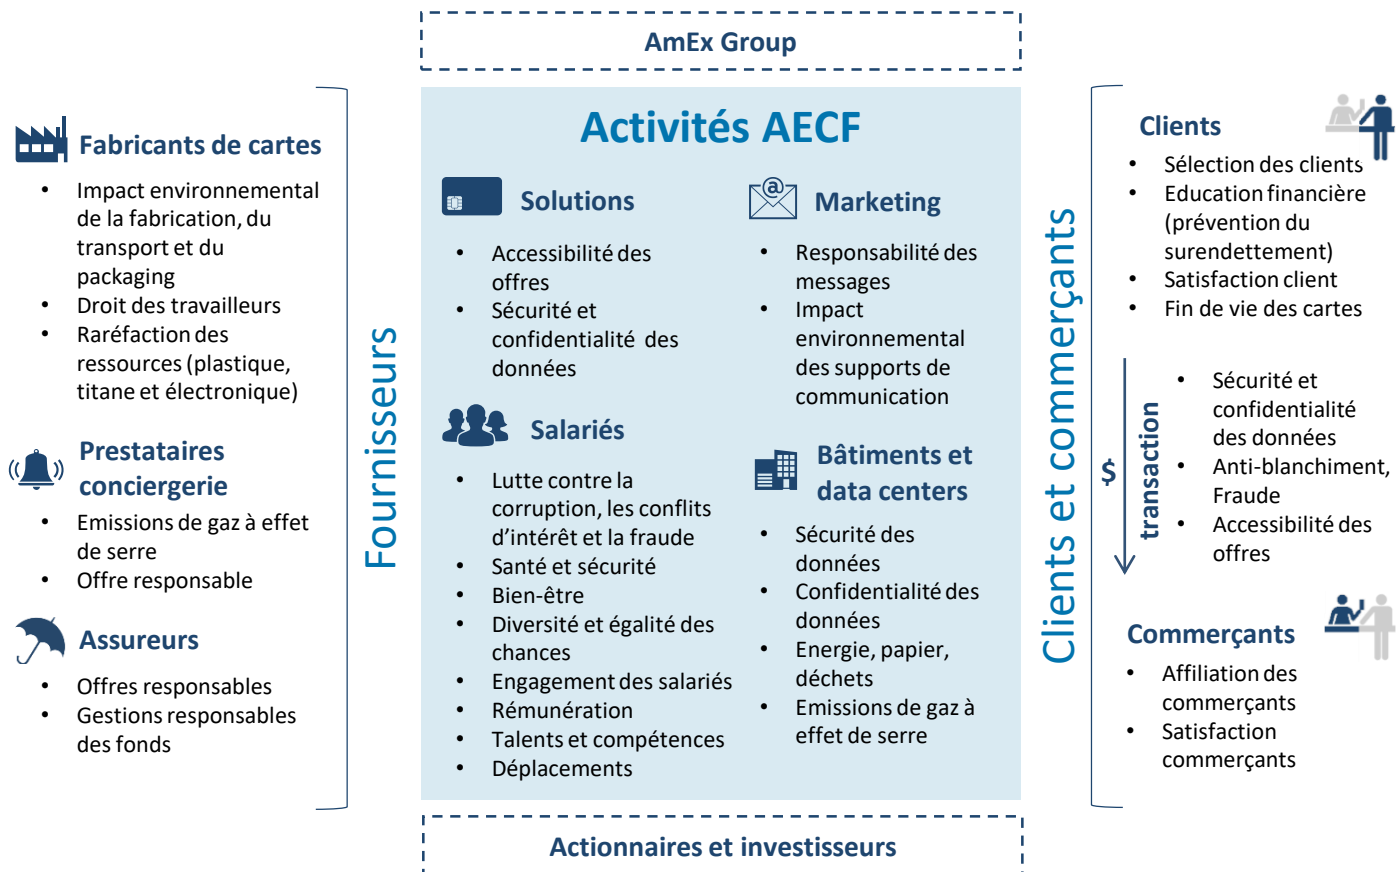 AmEx Group
Fabricants de cartes
• Impact environnemental
de la fabrication, du
transport et du
packaging
• Droit des travailleurs
• Raréfaction des
ressources (plastique,
titane et électronique)
Prestataires
conciergerie
• Emissions de gaz à effet
de serre
• Offre responsable
Assureurs
• Offres responsables
• Gestions responsables
des fonds
Fournisseurs
Activités AECF
Solutions
• Accessibilité des
offres
• Sécurité et
confidentialité des
données
@
Marketing
• Responsabilité des
messages
• Impact
environnemental
des supports de
communication
Salariés
• Lutte contre la
corruption, les conflits
d’intérêt et la fraude
• Santé et sécurité
• Bien-être
• Diversité et égalité des
chances
• Engagement des salariés
• Rémunération
• Talents et compétences
• Déplacements
Bâtiments et
data centers
• Sécurité des
données
• Confidentialité des
données
• Energie, papier,
déchets
• Emissions de gaz à
effet de serre
Clients et commerçants
Clients
• Sélection des clients
• Education financière
(prévention du
surendettement)
• Satisfaction client
• Fin de vie des cartes
$
transaction
• Sécurité et
confidentialité
des données
• Anti-blanchiment,
Fraude
• Accessibilité des
offres
Commerçants
• Affiliation des
commerçants
• Satisfaction
commerçants
Actionnaires et investisseurs